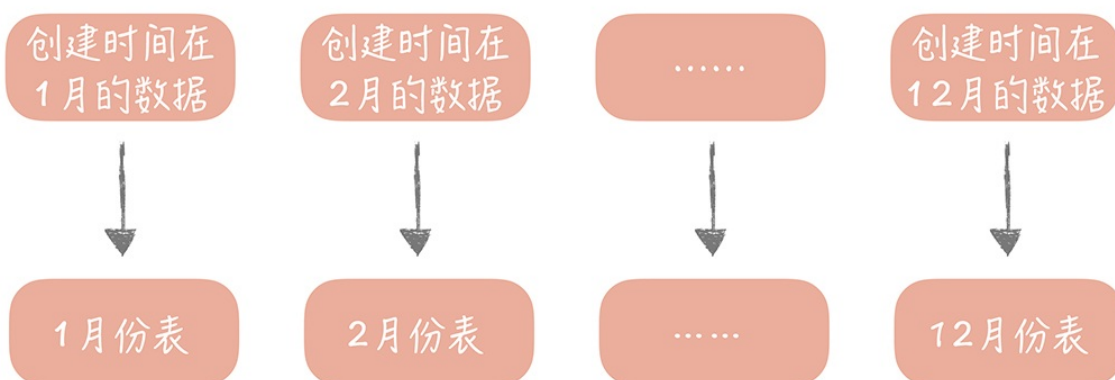 创建时间在
1月的数据
创建时间在
2月的数据
……
创建时间在
12月的数据
1月份表
2月份表
……
12月份表